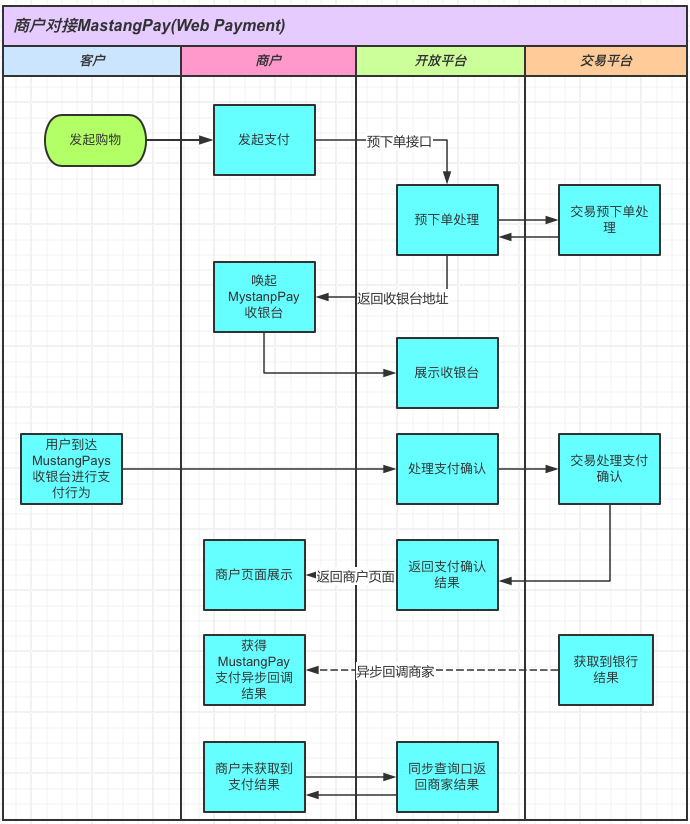 商户对接MastangPay(Web Payment)
客户
商户
开放平台
交易平台
发起购物
发起支付
预下单接口
预下单处理
交易预下单处
理
唤起
MystanpPay
收银台
返回收银台地址
展示收银台
用户到达
MustangPays
收银台进行支
付行为
处理支付确认
交易处理支付
确认
商户页面展示
返回商户页面
返回支付确认
结果
获得
MustangPay
支付异步回调
结果
异步回调商家
获取到银行
结果
商户未获取到
支付结果
同步查询口返
回商家结果